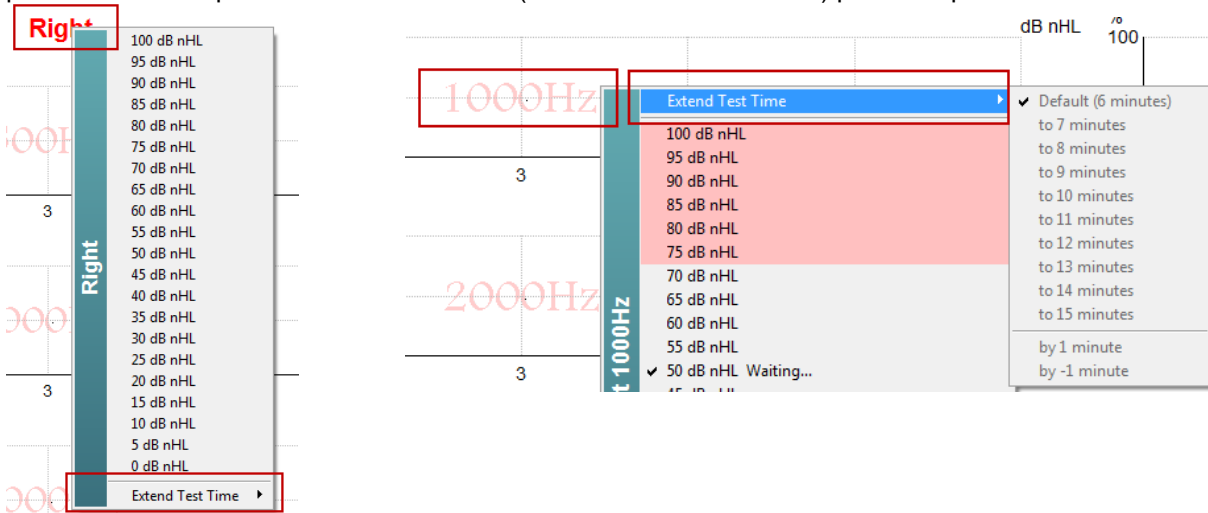 Right
100 dB nHL
95 dB nHL
90 dB nHL
85 dB nHL
80 dB nHL
75 dB nHL
70 dB nHL
65 dB nHL
60 dB nHL
55 dB nHL
50 dB nHL
45 dB nHL
40 dB nHL
35 dB nHL
30 dB nHL
25 dB nHL
20 dB nHL
15 dB nHL
10 dB nHL
5 dB nHL
0 dB nHL
Extend Test Time
Right
3
3
dB nHL
%
100
1000Hz
3
2000Hz
3
1000Hz
Extend Test Time
100 dB nHL
95 dB nHL
90 dB nHL
85 dB nHL
80 dB nHL
75 dB nHL
70 dB nHL
65 dB nHL
60 dB nHL
55 dB nHL
50 dB nHL Waiting...
Default (6 minutes)
to 7 minutes
to 8 minutes
to 9 minutes
to 10 minutes
to 11 minutes
to 12 minutes
to 13 minutes
to 14 minutes
to 15 minutes
by 1 minute
by -1 minute